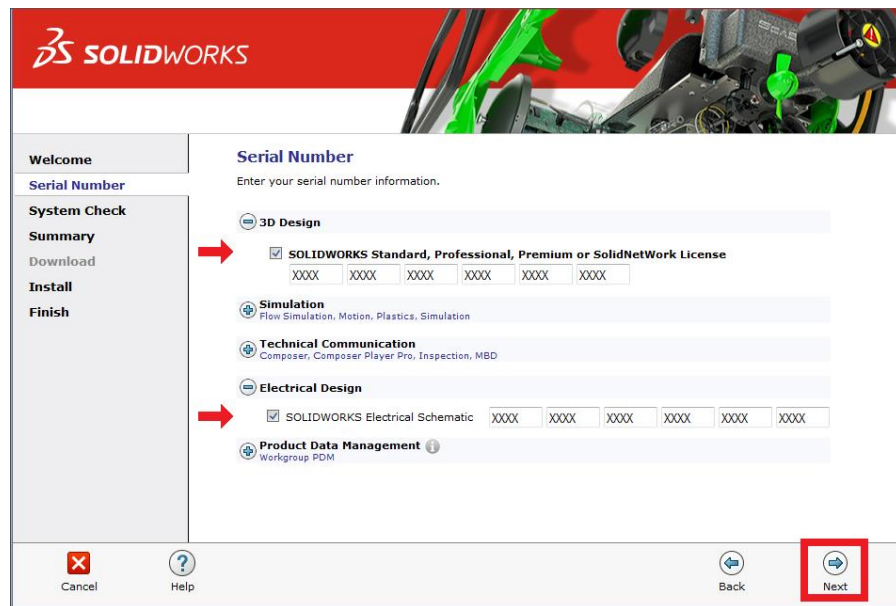 SOLIDWORKS
Welcome
Serial Number
System Check
Summary
Download
Install
Finish
Serial Number
Enter your serial number information.
3D Design
SOLIDWORKS Standard, Professional, Premium or SolidNetWork License
XXXX XXXX XXXX XXXX XXXX XXXX
Simulation
Flow Simulation, Motion, Plastics, Simulation
Technical Communication
Composer, Composer Player Pro, Inspection, MBD
Electrical Design
SOLIDWORKS Electrical Schematic XXXX XXXX XXXX XXXX XXXX XXXX
Product Data Management
Workgroup PDM
Cancel Help Back Next